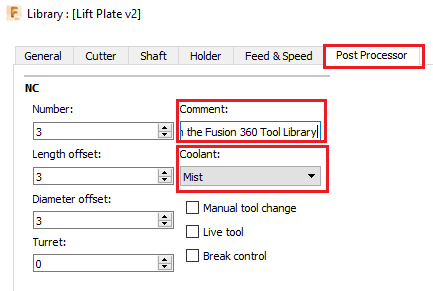 Library : [Lift Plate v2]
General Cutter Shaft Holder Feed & Speed Post Processor
NC
Number: Comment:
3 the Fusion 360 Tool Library
Length offset: Coolant:
3 Mist
Diameter offset:
3 Manual tool change
Turret: Live tool
0 Break control